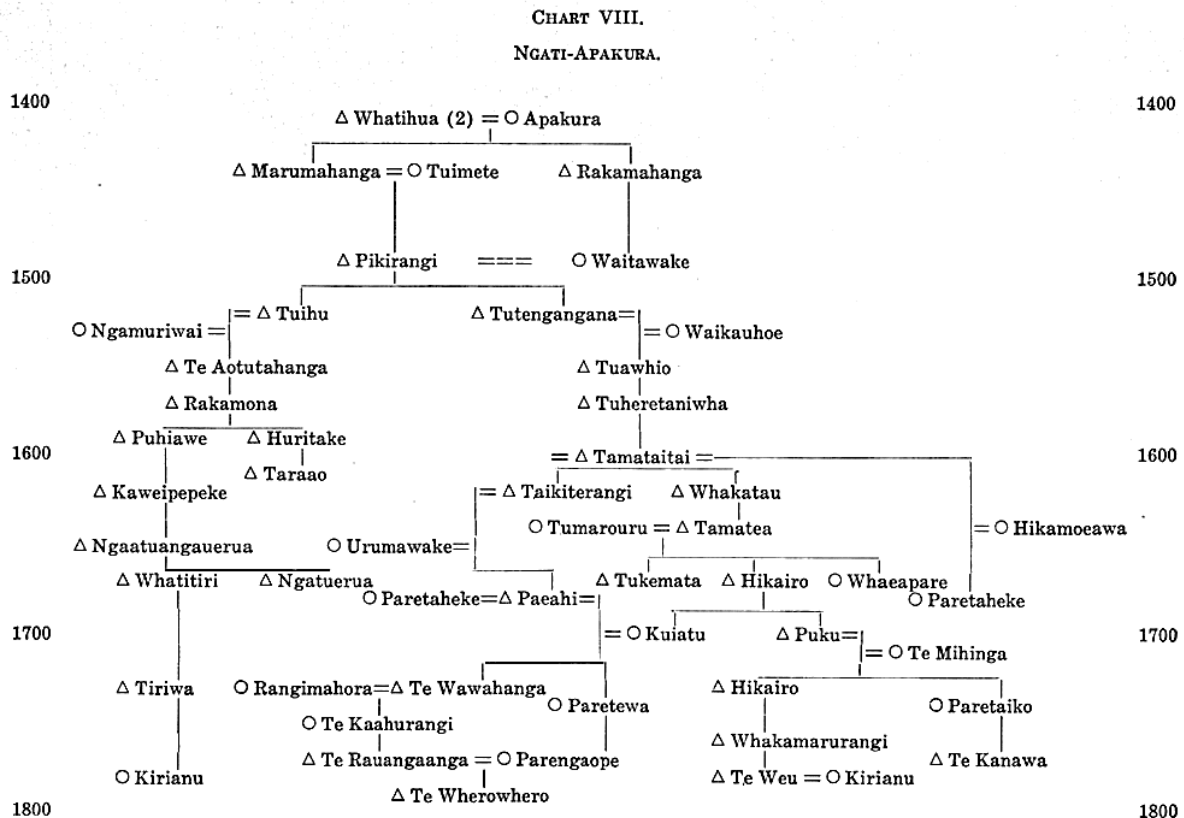 CHART VIII.
NGATI-APAKURA.
1400 1400
△ Whatihua (2) = ○ Apakura
△ Marumahanga = ○ Tuimete △ Rakamahanga
△ Pikirangi === ○ Waitawake
1500 1500
= △ Tuihu △ Tutengangana=
○ Ngamuriwai = = ○ Waikauhoe
△ Te Aotutahanga △ Tuawhio
△ Rakamona △ Tuheretaniwha
△ Puhiawe △ Huritake
1600 = △ Tamataitai = 1600
△ Taraao
△ Kaweipepeke = △ Taikiterangi △ Whakatau
○ Tumarouru = △ Tamatea = ○ Hikamoeawa
△ Ngaatuangauerua ○ Urumawake=
△ Whatitiri △ Ngatuerua △ Tukemata △ Hikairo ○ Whaeapare
○ Paretaheke=△ Paeahi= ○ Paretaheke
1700 = ○ Kuiatu △ Puku= 1700
= ○ Te Mihinga
△ Tiriwa ○ Rangimahora=△ Te Wawahanga △ Hikairo
○ Paretewa ○ Paretaiko
○ Te Kaahurangi
△ Whakamarurangi
△ Te Rauangaanga = ○ Parengaope △ Te Kanawa
○ Kirianu △ Te Weu = ○ Kirianu
△ Te Wherowhero
1800 1800